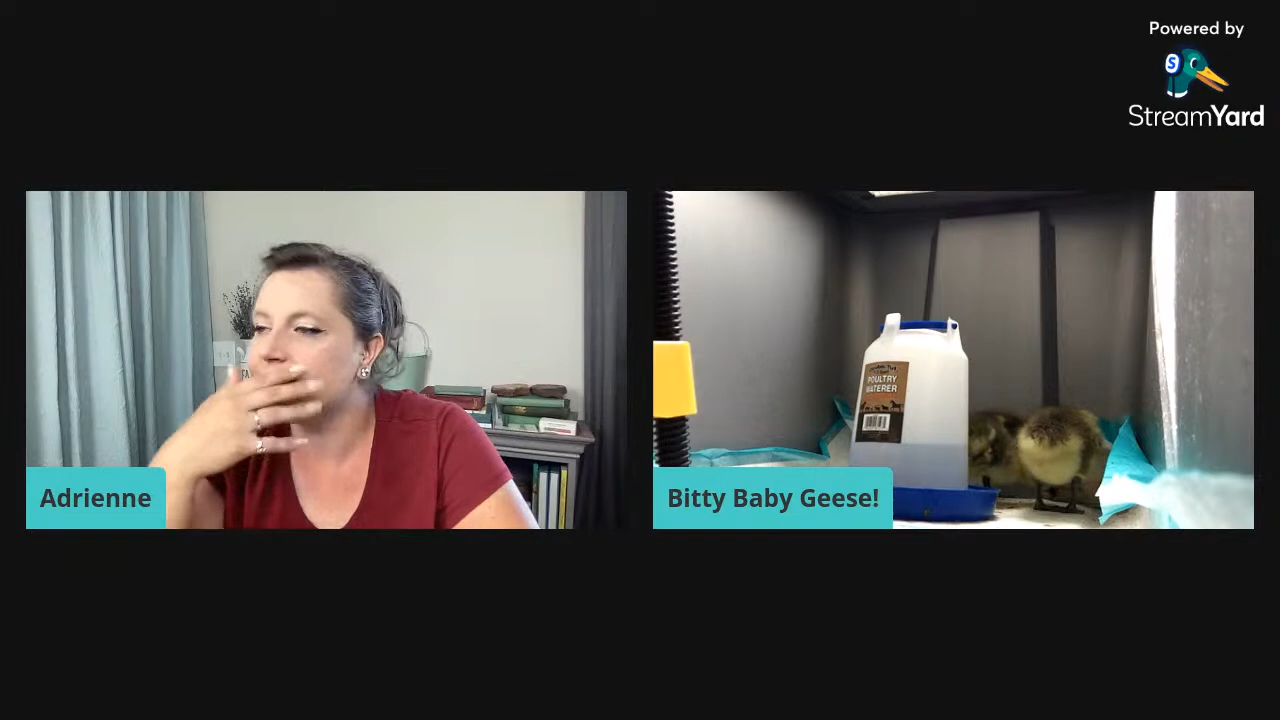 Powered by
S
StreamYard
POULTRY
WATERER
Adrienne
Bitty Baby Geese!